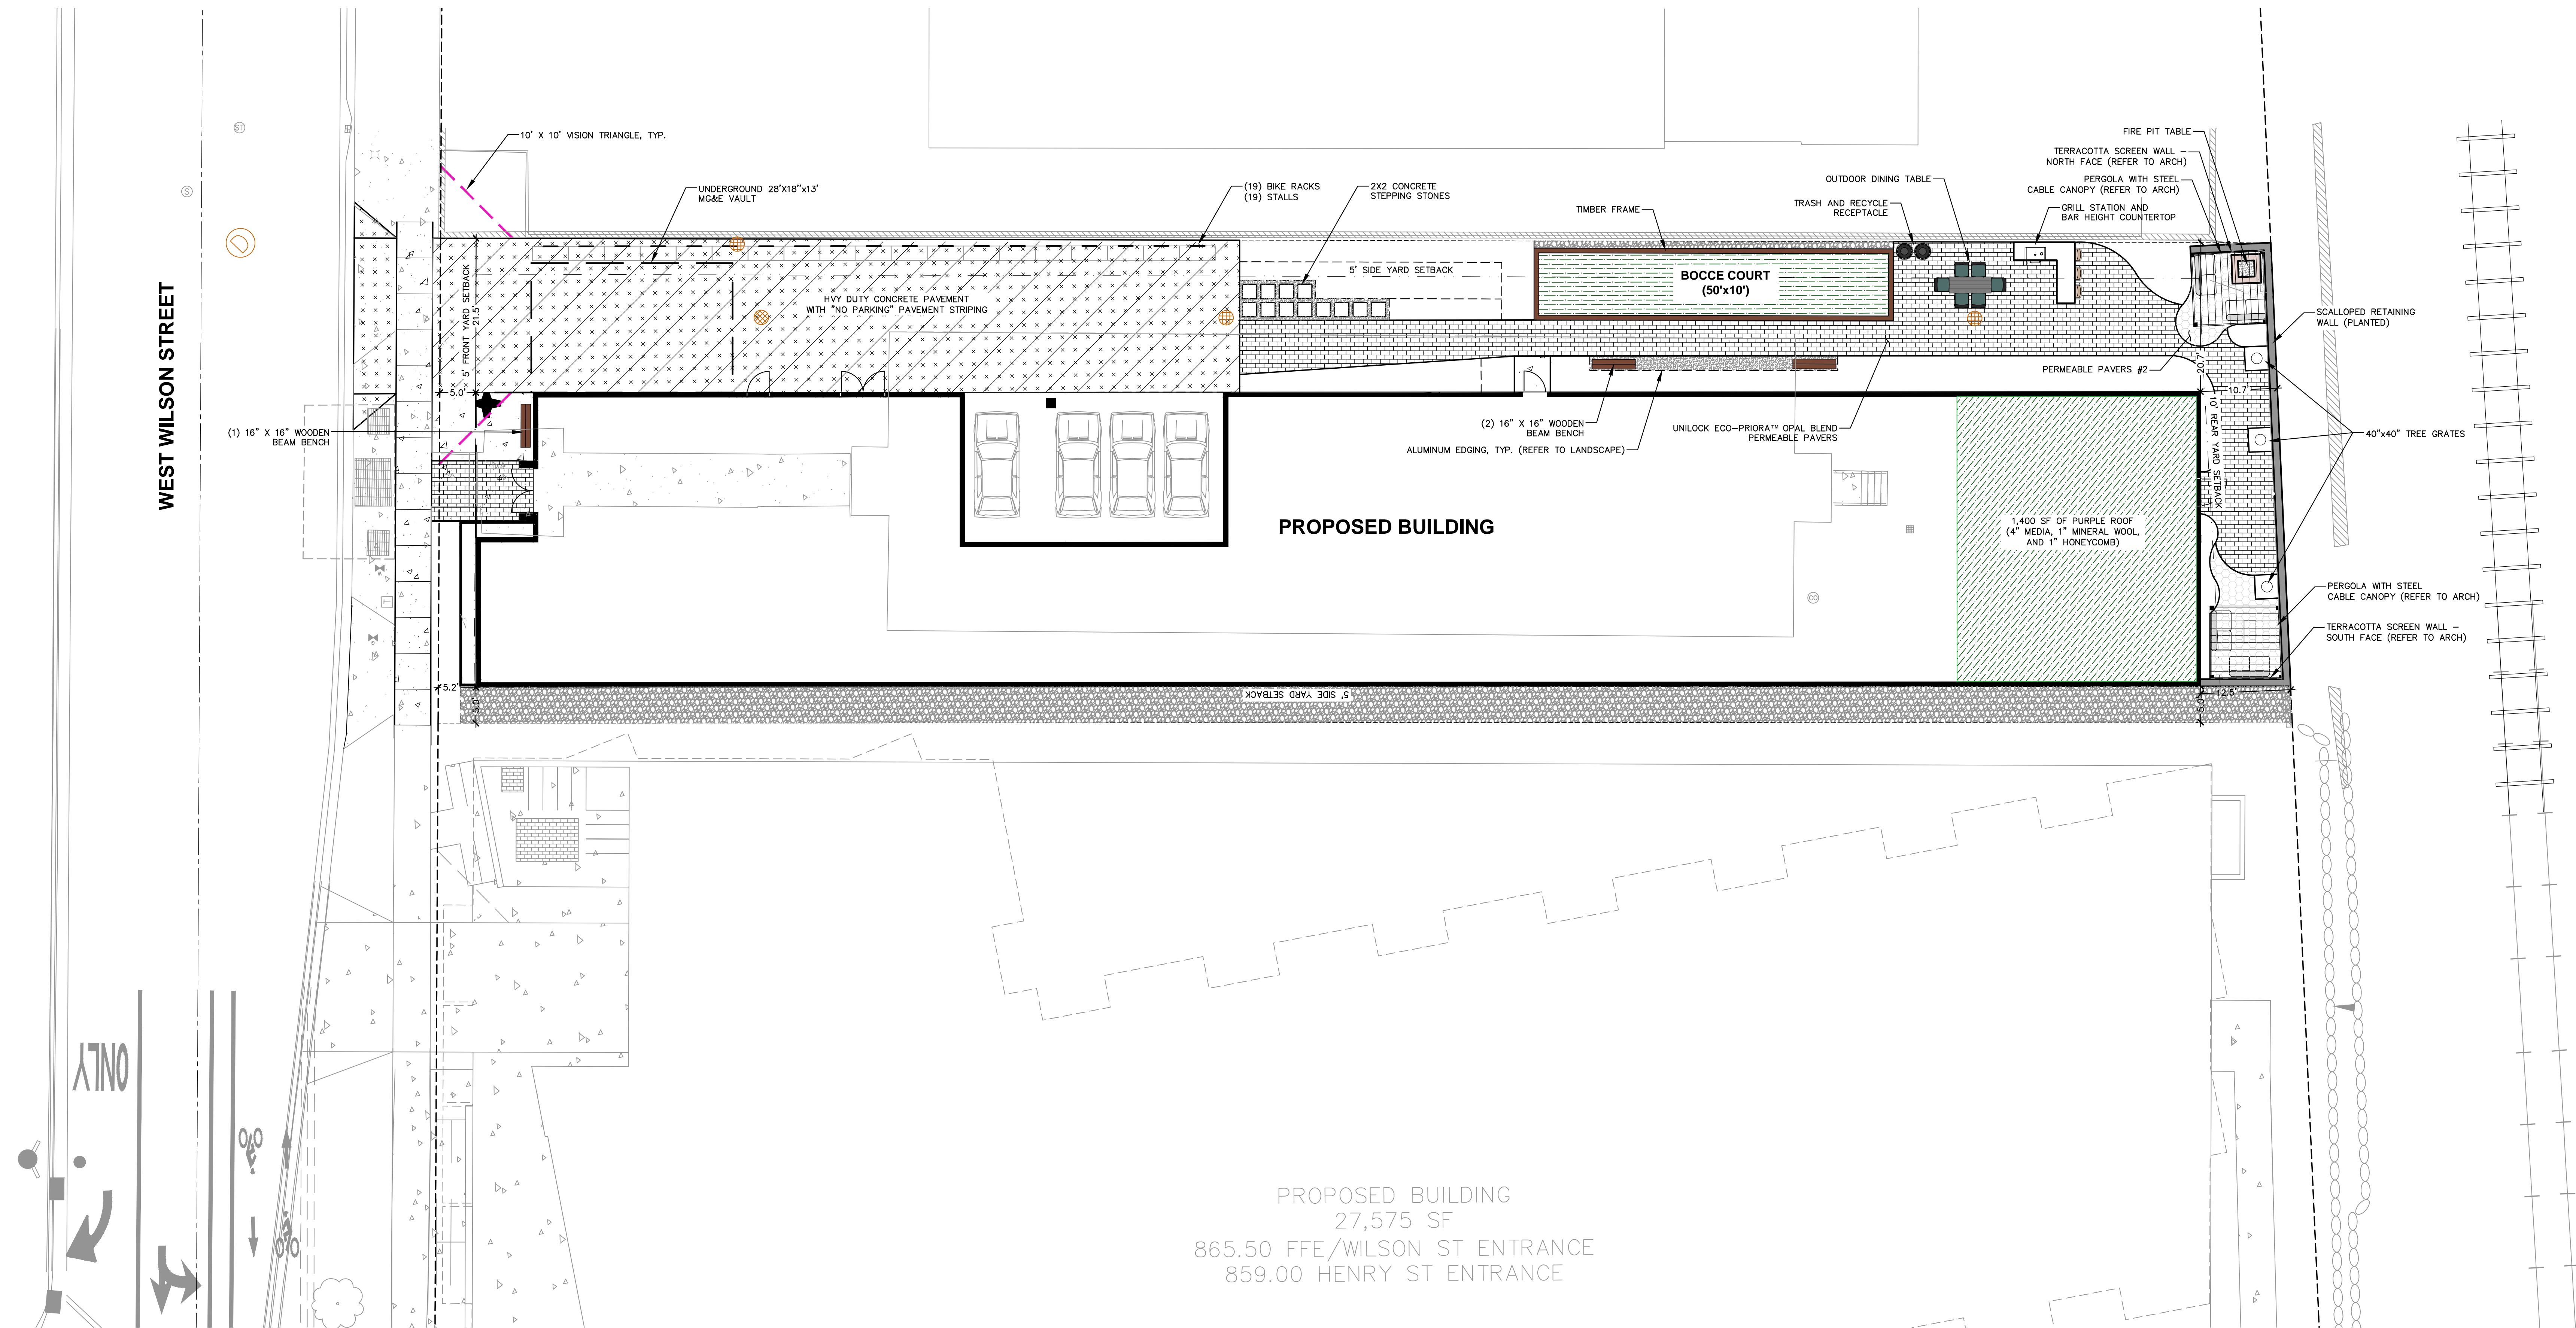 WEST WILSON STREET
ST
S
D
10' X 10' VISION TRIANGLE, TYP.
UNDERGROUND 28'X18"x13'
MG&E VAULT
(19) BIKE RACKS
(19) STALLS
2X2 CONCRETE
STEPPING STONES
TIMBER FRAME
TRASH AND RECYCLE
RECEPTACLE
OUTDOOR DINING TABLE
FIRE PIT TABLE
TERRACOTTA SCREEN WALL –
NORTH FACE (REFER TO ARCH)
PERGOLA WITH STEEL
CABLE CANOPY (REFER TO ARCH)
GRILL STATION AND
BAR HEIGHT COUNTERTOP
5' FRONT YARD SETBACK
21.5'
HVY DUTY CONCRETE PAVEMENT
WITH "NO PARKING" PAVEMENT STRIPING
5' SIDE YARD SETBACK
BOCCE COURT
(50'x10')
SCALLOPED RETAINING
WALL (PLANTED)
PERMEABLE PAVERS #2
20.7'
10.7'
5.0'
(1) 16" X 16" WOODEN
BEAM BENCH
(2) 16" X 16" WOODEN
BEAM BENCH
ALUMINUM EDGING, TYP. (REFER TO LANDSCAPE)
UNILOCK ECO–PRIORA™ OPAL BLEND
PERMEABLE PAVERS
10' REAR YARD SETBACK
40"x40" TREE GRATES
PROPOSED BUILDING
1,400 SF OF PURPLE ROOF
(4" MEDIA, 1" MINERAL WOOL,
AND 1" HONEYCOMB)
T
CO
PERGOLA WITH STEEL
CABLE CANOPY (REFER TO ARCH)
TERRACOTTA SCREEN WALL –
SOUTH FACE (REFER TO ARCH)
5.2'
5.0'
5' SIDE YARD SETBACK
12.5'
5.0'
ONLY
PROPOSED BUILDING
27,575 SF
865.50 FFE/WILSON ST ENTRANCE
859.00 HENRY ST ENTRANCE